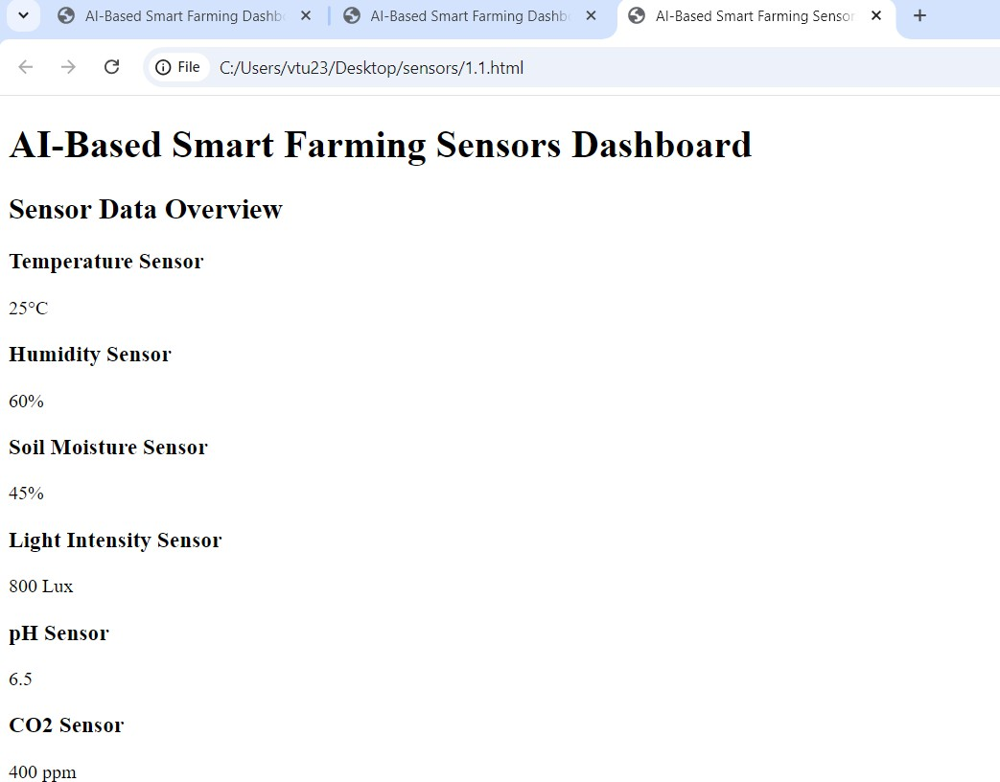 AI-Based Smart Farming Dashb
AI-Based Smart Farming Dashb
AI-Based Smart Farming Sensor
File
C:/Users/vtu23/Desktop/sensors/1.1.html
AI-Based Smart Farming Sensors Dashboard
Sensor Data Overview
Temperature Sensor
25°C
Humidity Sensor
60%
Soil Moisture Sensor
45%
Light Intensity Sensor
800 Lux
pH Sensor
6.5
CO2 Sensor
400 ppm